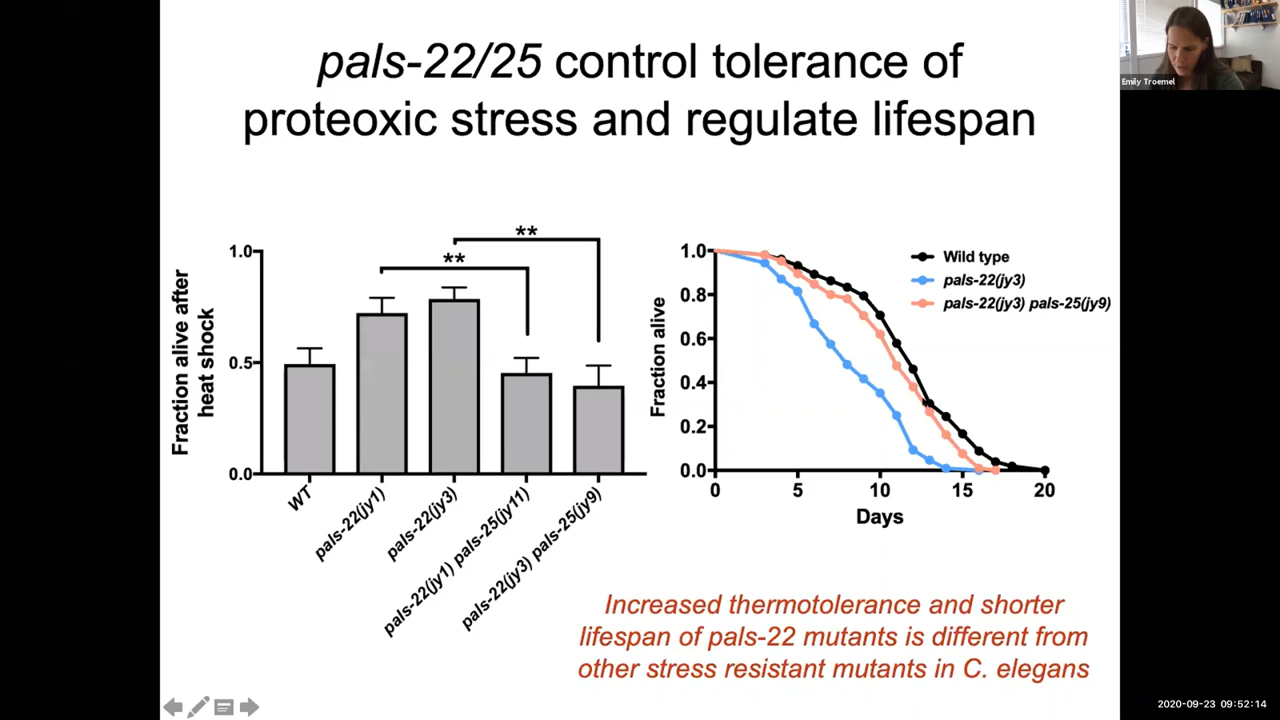 pals-22/25 control tolerance of
proteoxic stress and regulate lifespan
Emily Troemel
Fraction alive after
heat shock
1.0
0.5
0.0
**
**
WT
pals-22(jy1)
pals-22(jy3)
pals-22(jy1) pals-25(jy11)
pals-22(jy3) pals-25(jy9)
Fraction alive
1.0
0.8
0.6
0.4
0.2
0.0
0 5 10 15 20
Days
Wild type
pals-22(jy3)
pals-22(jy3) pals-25(jy9)
Increased thermotolerance and shorter
lifespan of pals-22 mutants is different from
other stress resistant mutants in C. elegans
2020-09-23 09:52:14